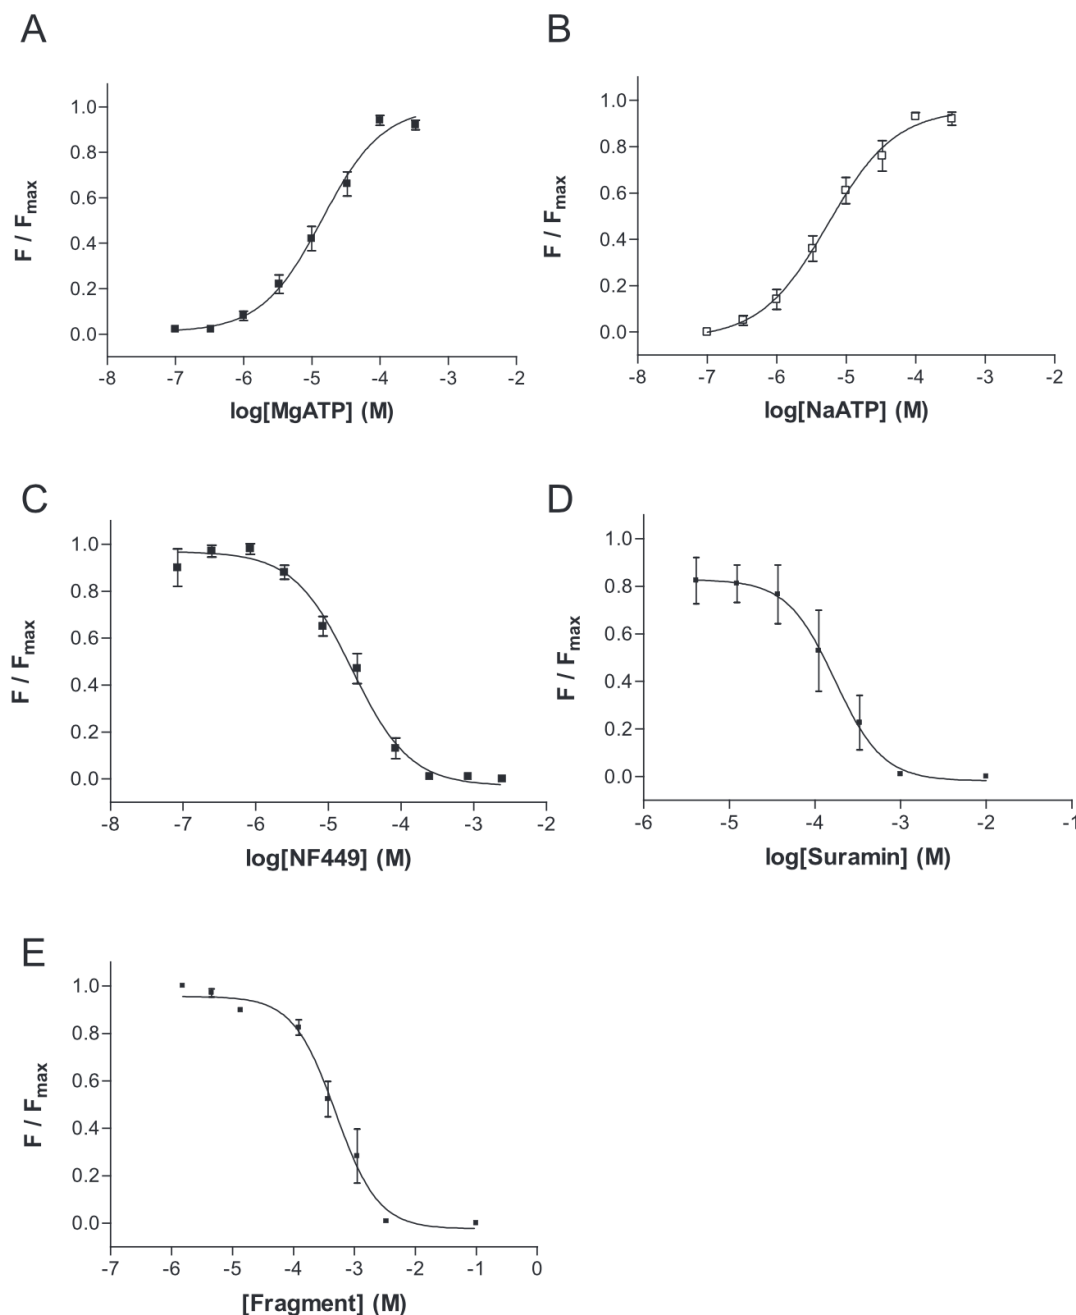 A
F / Fmax
1.0
0.8
0.6
0.4
0.2
0.0
-8 -7 -6 -5 -4 -3 -2
log[MgATP] (M)
B
F / Fmax
1.0
0.8
0.6
0.4
0.2
0.0
-8 -7 -6 -5 -4 -3 -2
log[NaATP] (M)
C
F / Fmax
1.0
0.8
0.6
0.4
0.2
0.0
-8 -7 -6 -5 -4 -3 -2
log[NF449] (M)
D
F / Fmax
1.0
0.8
0.6
0.4
0.2
0.0
-6 -5 -4 -3 -2 -1
log[Suramin] (M)
E
F / Fmax
1.0
0.8
0.6
0.4
0.2
0.0
-7 -6 -5 -4 -3 -2 -1 0
[Fragment] (M)